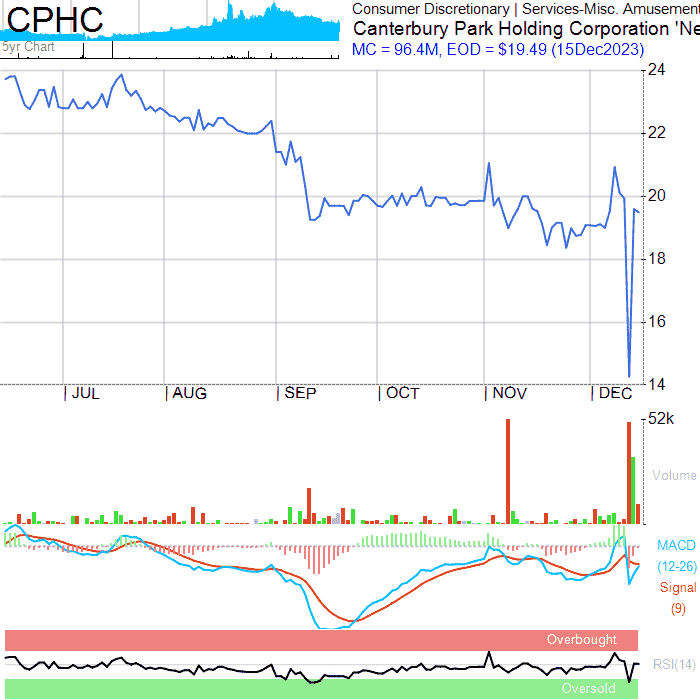 CPHC
5yr Chart
Consumer Discretionary | Services-Misc. Amusement
Canterbury Park Holding Corporation 'Ne
MC = 96.4M, EOD = $19.49 (15Dec2023)
24
22
20
18
16
14
| JUL | AUG | SEP | OCT | NOV | DEC
52k
Volume
MACD
(12-26)
Signal
(9)
Overbought
RSI(14)
Oversold